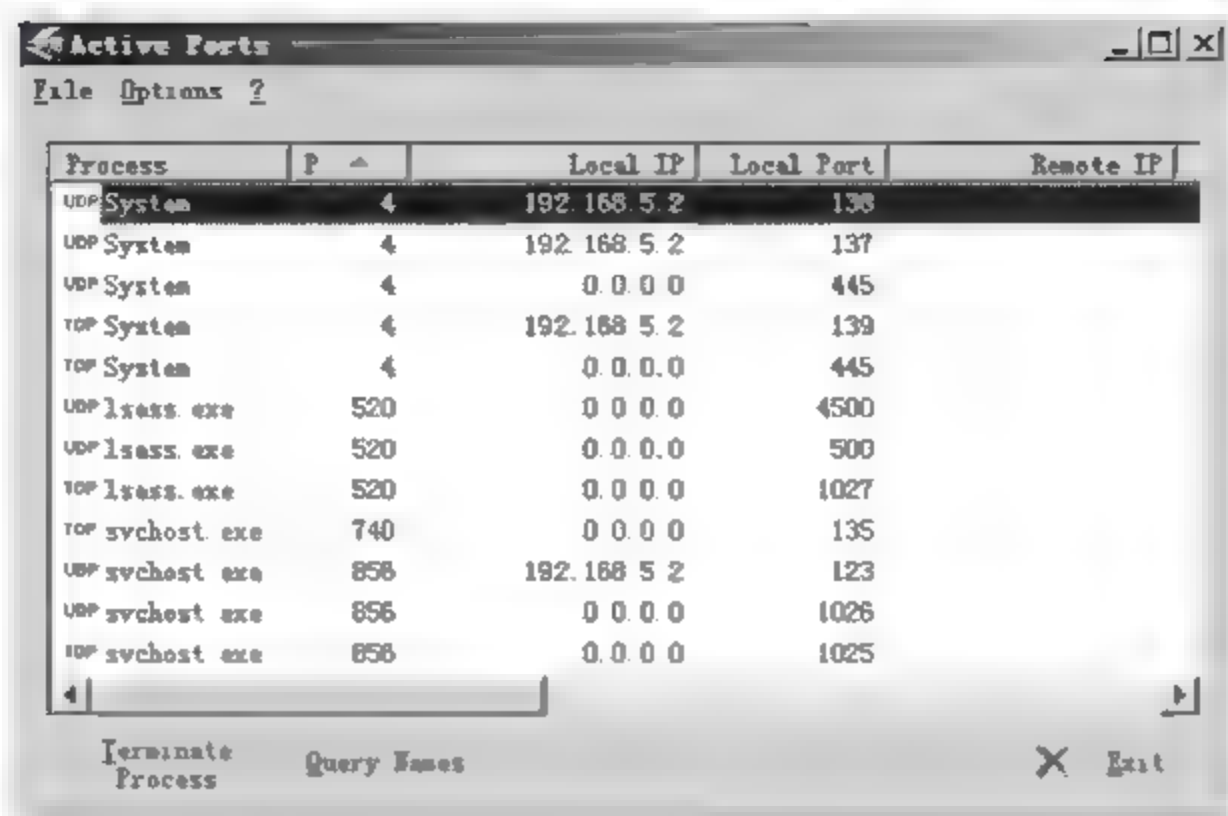 Active Ports
File Options ?
Process P Local IP Local Port Remote IP
UDP System 4 192.168.5.2 138
UDP System 4 192.168.5.2 137
UDP System 4 0.0.0.0 445
TCP System 4 192.168.5.2 139
TCP System 4 0.0.0.0 445
UDP lsass.exe 520 0.0.0.0 4500
UDP lsass.exe 520 0.0.0.0 500
TCP lsass.exe 520 0.0.0.0 1027
TCP svchost.exe 740 0.0.0.0 135
UDP svchost.exe 856 192.168.5.2 123
UDP svchost.exe 856 0.0.0.0 1026
TCP svchost.exe 856 0.0.0.0 1025
Terminate Process
Query Names
Exit